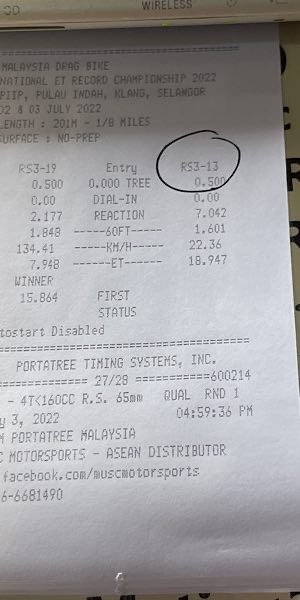 WIRELESS
MALAYSIA DRAG BIKE
NATIONAL ET RECORD CHAMPIONSHIP 2022
PIIP, PULAU INDAH, KLANG, SELANGOR
02 & 03 JULY 2022
LENGTH : 201M - 1/8 MILES
SURFACE : NO-PREP
RS3-19 Entry RS3-13
0.500 0.000 TREE 0.500
0.00 DIAL-IN 0.00
2.177 REACTION 7.042
1.848 -----60FT----- 1.601
134.41 -----KM/H----- 22.36
7.948 ------ET------ 18.947
WINNER
15.864 FIRST
STATUS
tostart Disabled
PORTATREE TIMING SYSTEMS, INC.
============= 27/28 ===========600214
- 4T<160CC R.S. 65mm QUAL RND 1
y 3, 2022 04:59:36 PM
M PORTATREE MALAYSIA
C MOTORSPORTS - ASEAN DISTRIBUTOR
facebook.com/muscmotorsports
6-6681490